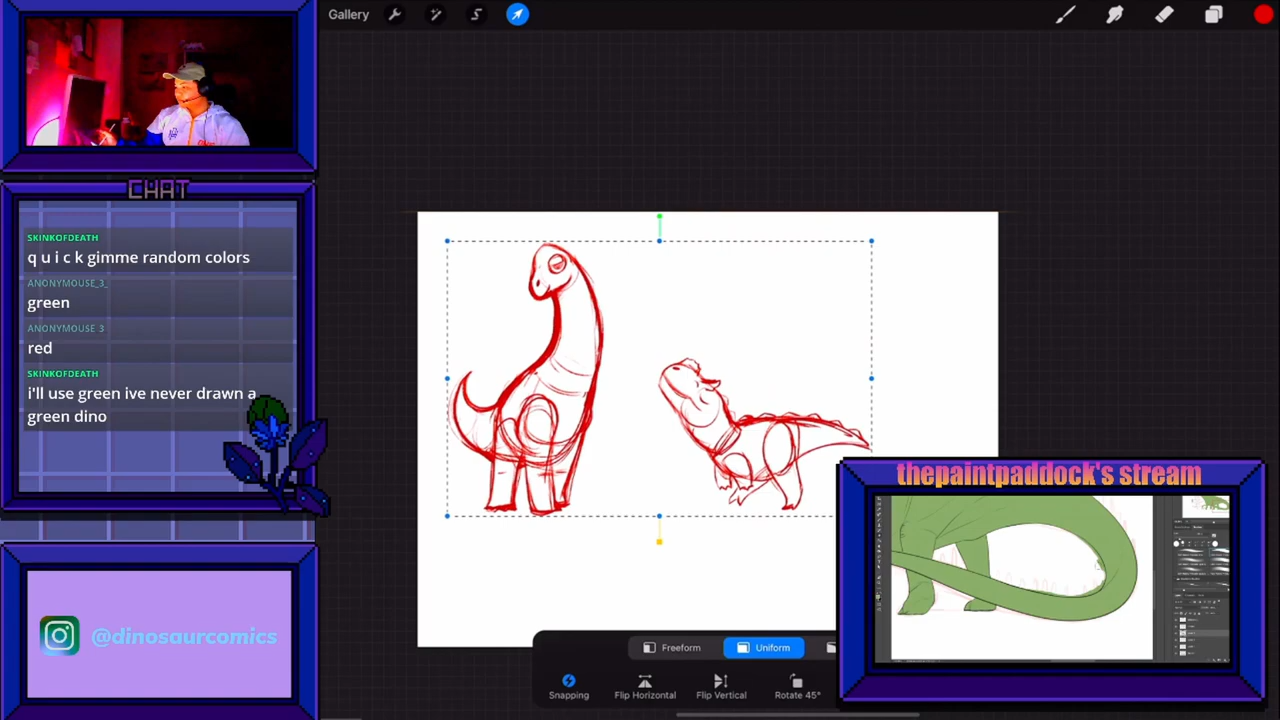 Gallery
CHAT
SKINKOFDEATH
q u i c k gimme random colors
ANONYMOUSE_3_
green
ANONYMOUSE 3
red
SKINKOFDEATH
i'll use green ive never drawn a
green dino
@dinosaurcomics
thepaintpaddock's stream
Freeform
Uniform
Snapping
Flip Horizontal
Flip Vertical
Rotate 45°